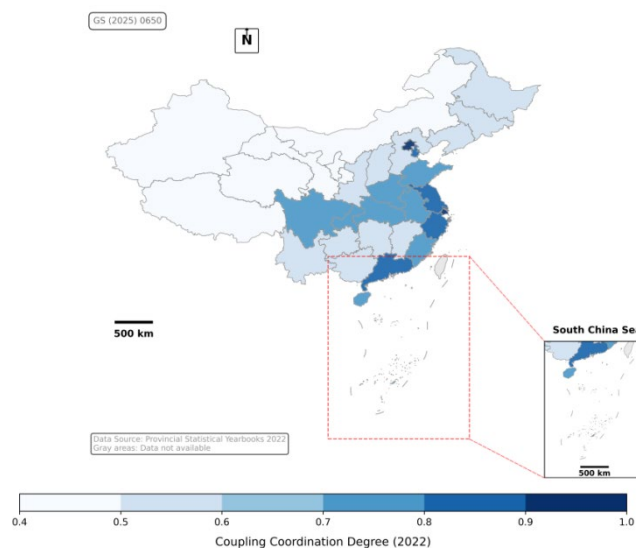 GS (2025) 0650
N
500 km
South China Sea
500 km
Data Source: Provincial Statistical Yearbooks 2022
Gray areas: Data not available
0.4 0.5 0.6 0.7 0.8 0.9 1.0
Coupling Coordination Degree (2022)